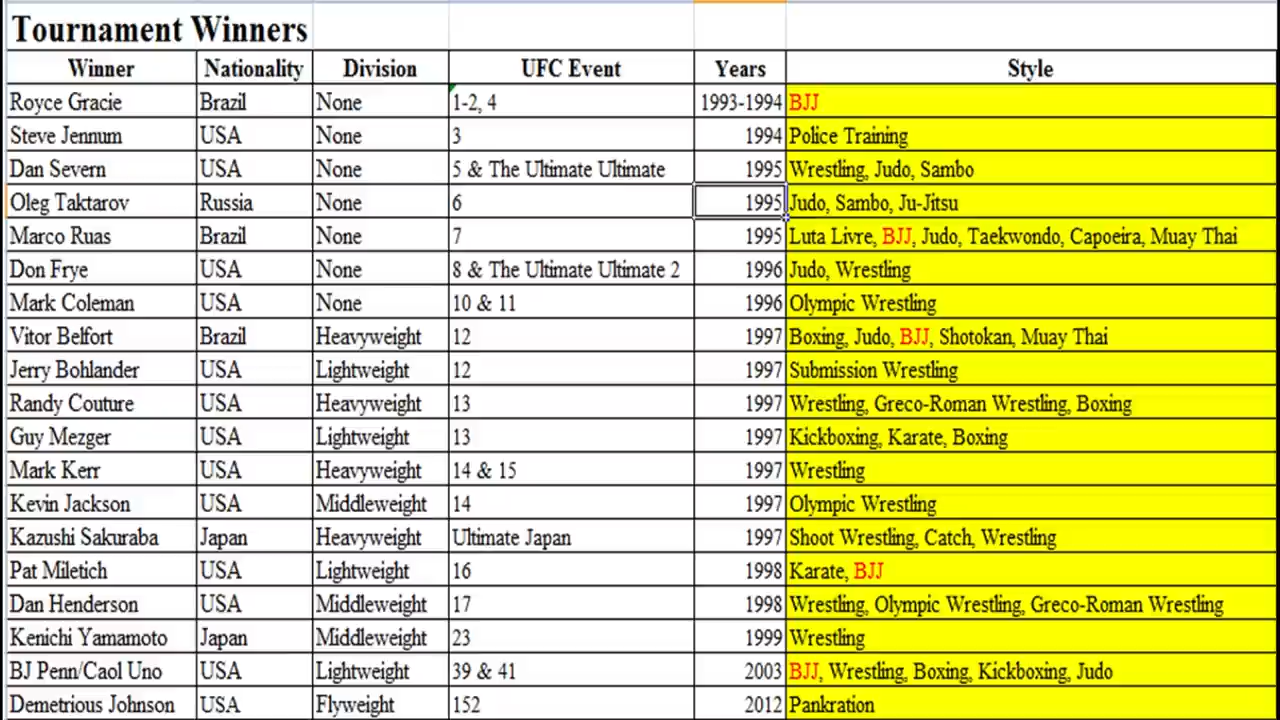 Tournament Winners
Winner Nationality Division UFC Event Years Style
Royce Gracie Brazil None 1-2, 4 1993-1994 BJJ
Steve Jennum USA None 3 1994 Police Training
Dan Severn USA None 5 & The Ultimate Ultimate 1995 Wrestling, Judo, Sambo
Oleg Taktarov Russia None 6 1995 Judo, Sambo, Ju-Jitsu
Marco Ruas Brazil None 7 1995 Luta Livre, BJJ, Judo, Taekwondo, Capoeira, Muay Thai
Don Frye USA None 8 & The Ultimate Ultimate 2 1996 Judo, Wrestling
Mark Coleman USA None 10 & 11 1996 Olympic Wrestling
Vitor Belfort Brazil Heavyweight 12 1997 Boxing, Judo, BJJ, Shotokan, Muay Thai
Jerry Bohlander USA Lightweight 12 1997 Submission Wrestling
Randy Couture USA Heavyweight 13 1997 Wrestling, Greco-Roman Wrestling, Boxing
Guy Mezger USA Lightweight 13 1997 Kickboxing, Karate, Boxing
Mark Kerr USA Heavyweight 14 & 15 1997 Wrestling
Kevin Jackson USA Middleweight 14 1997 Olympic Wrestling
Kazushi Sakuraba Japan Heavyweight Ultimate Japan 1997 Shoot Wrestling, Catch, Wrestling
Pat Miletich USA Lightweight 16 1998 Karate, BJJ
Dan Henderson USA Middleweight 17 1998 Wrestling, Olympic Wrestling, Greco-Roman Wrestling
Kenichi Yamamoto Japan Middleweight 23 1999 Wrestling
BJ Penn/Caol Uno USA Lightweight 39 & 41 2003 BJJ, Wrestling, Boxing, Kickboxing, Judo
Demetrious Johnson USA Flyweight 152 2012 Pankration